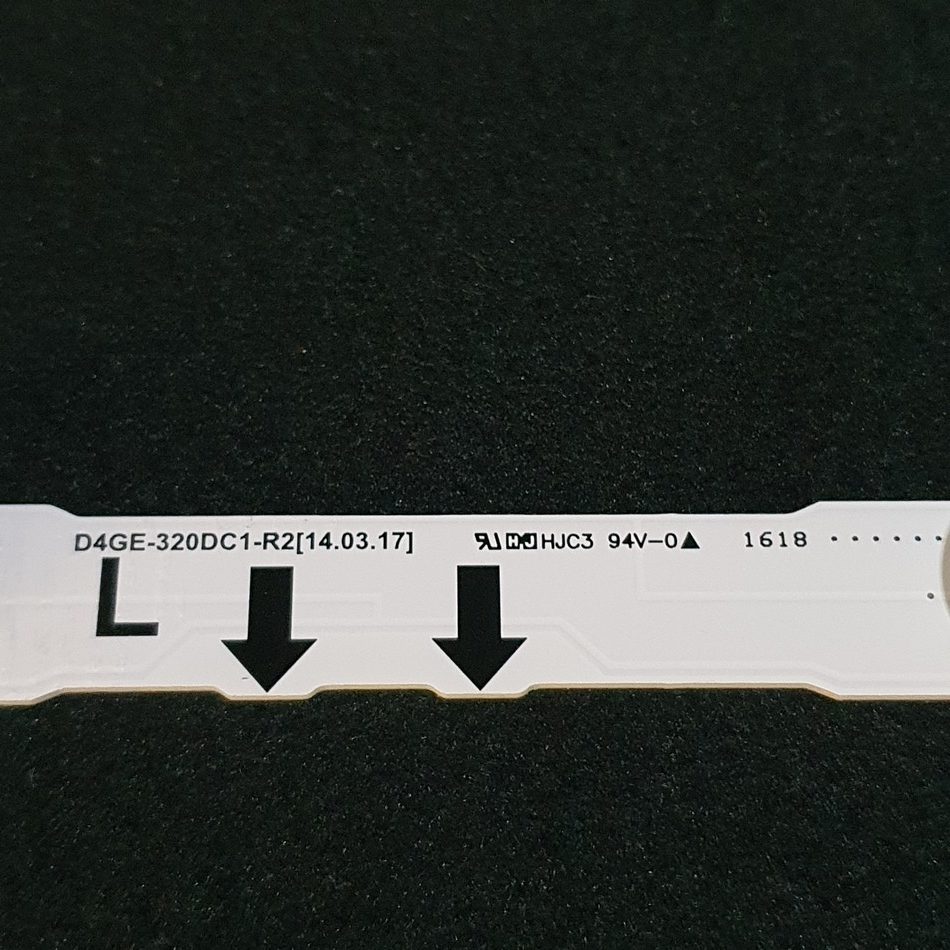 D4GE-320DC1-R2[14.03.17] HJC3 94V-0▲ 1618
L